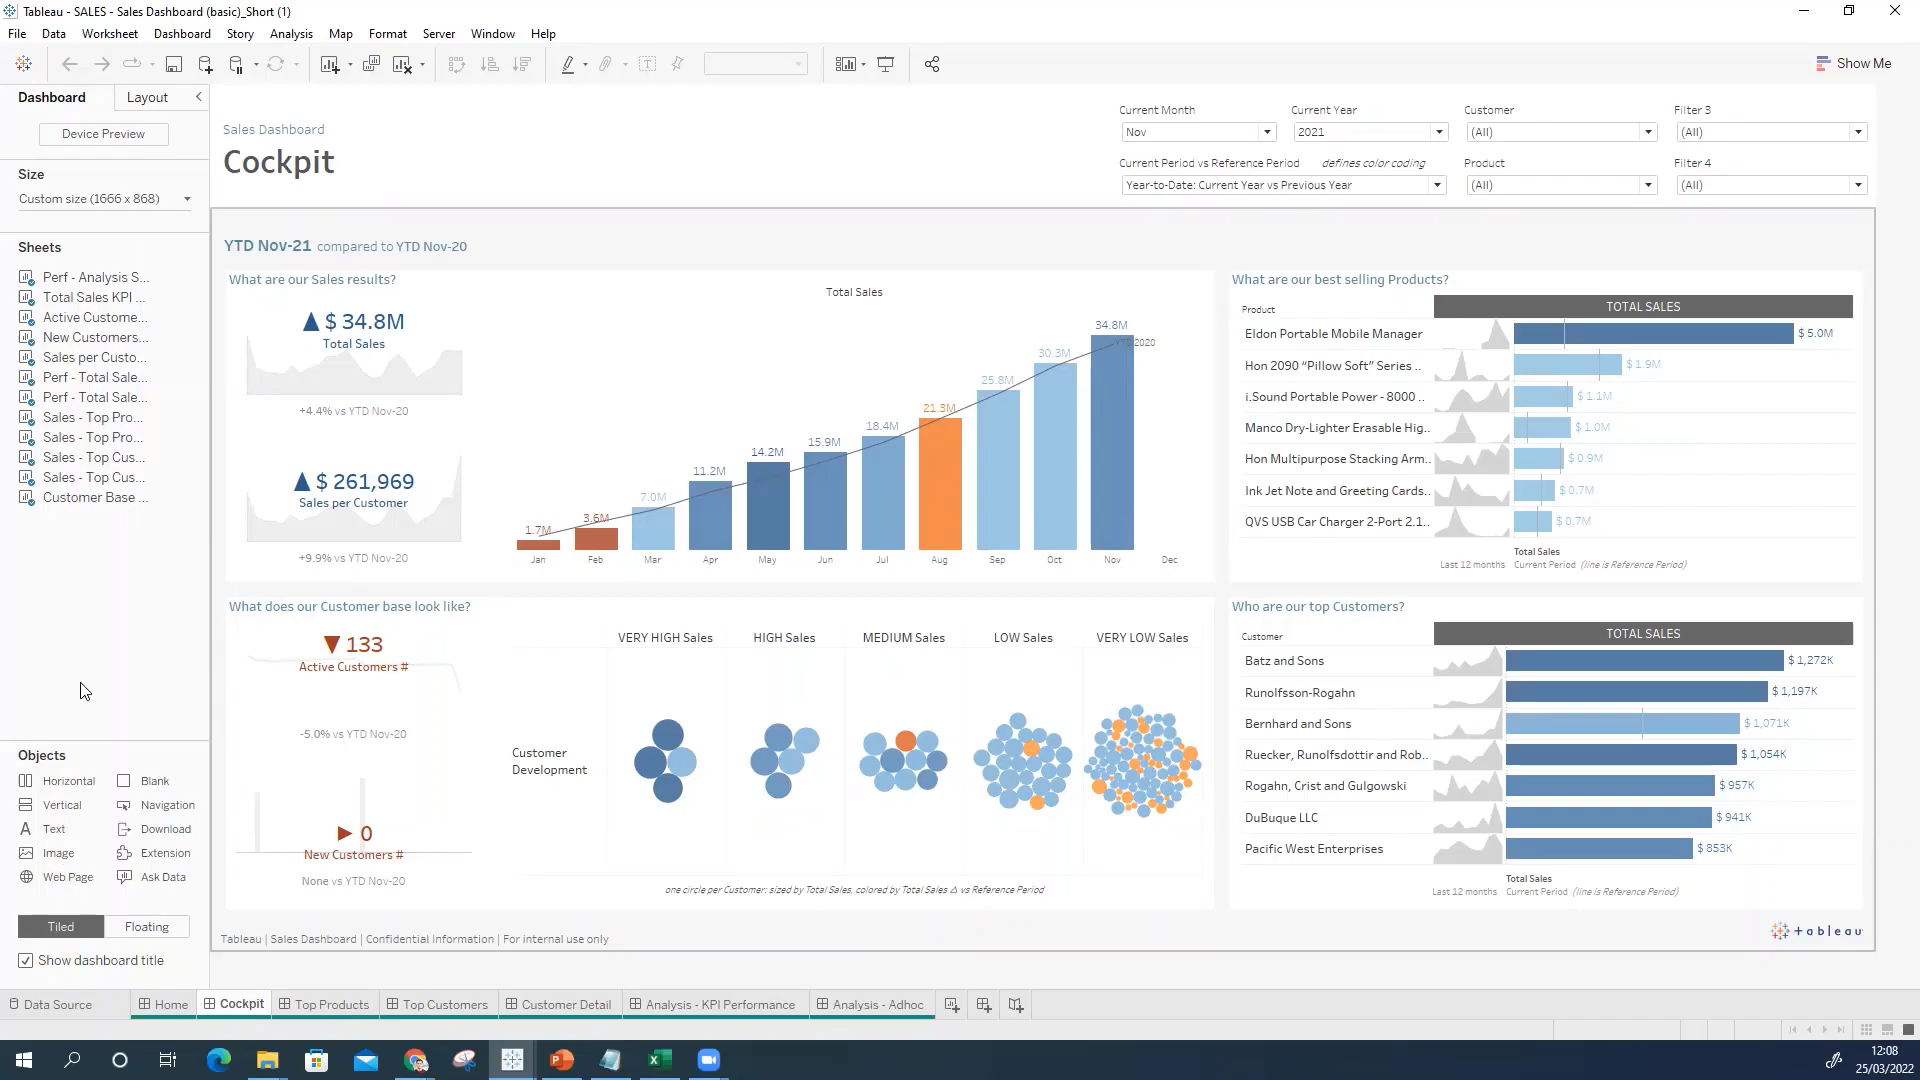 Tableau - SALES - Sales Dashboard (basic)_Short (1)
File Data Worksheet Dashboard Story Analysis Map Format Server Window Help
Show Me
Dashboard Layout
Device Preview
Size
Custom size (1666 x 868)
Sheets
Perf - Analysis S...
Total Sales KPI ...
Active Custome...
New Customers...
Sales per Custo...
Perf - Total Sale...
Perf - Total Sale...
Sales - Top Pro...
Sales - Top Pro...
Sales - Top Cus...
Sales - Top Cus...
Customer Base ...
Objects
Horizontal Blank
Vertical Navigation
Text Download
Image Extension
Web Page Ask Data
Tiled Floating
Show dashboard title
Sales Dashboard
Cockpit
Current Month Current Year Customer Filter 3
Nov 2021 (All) (All)
Current Period vs Reference Period defines color coding Product Filter 4
Year-to-Date: Current Year vs Previous Year (All) (All)
YTD Nov-21 compared to YTD Nov-20
What are our Sales results?
$ 34.8M
Total Sales
+4.4% vs YTD Nov-20
$ 261,969
Sales per Customer
+9.9% vs YTD Nov-20
Total Sales
1.7M 3.6M 7.0M 11.2M 14.2M 15.9M 18.4M 21.3M 25.8M 30.3M 34.8M
YTD 2020
Jan Feb Mar Apr May Jun Jul Aug Sep Oct Nov Dec
What are our best selling Products?
Product TOTAL SALES
Eldon Portable Mobile Manager $ 5.0M
Hon 2090 “Pillow Soft” Series .. $ 1.9M
i.Sound Portable Power - 8000 .. $ 1.1M
Manco Dry-Lighter Erasable Hig.. $ 1.0M
Hon Multipurpose Stacking Arm.. $ 0.9M
Ink Jet Note and Greeting Cards.. $ 0.7M
QVS USB Car Charger 2-Port 2.1.. $ 0.7M
Total Sales
Last 12 months Current Period (line is Reference Period)
What does our Customer base look like?
133
Active Customers #
-5.0% vs YTD Nov-20
0
New Customers #
None vs YTD Nov-20
VERY HIGH Sales HIGH Sales MEDIUM Sales LOW Sales VERY LOW Sales
Customer
Development
one circle per Customer: sized by Total Sales, colored by Total Sales Δ vs Reference Period
Who are our top Customers?
Customer TOTAL SALES
Batz and Sons $ 1,272K
Runolfsson-Rogahn $ 1,197K
Bernhard and Sons $ 1,071K
Ruecker, Runolfsdottir and Rob.. $ 1,054K
Rogahn, Crist and Gulgowski $ 957K
DuBuque LLC $ 941K
Pacific West Enterprises $ 853K
Total Sales
Last 12 months Current Period (line is Reference Period)
Tableau | Sales Dashboard | Confidential Information | For internal use only
+ableau
Data Source Home Cockpit Top Products Top Customers Customer Detail Analysis - KPI Performance Analysis - Adhoc
12:08
25/03/2022